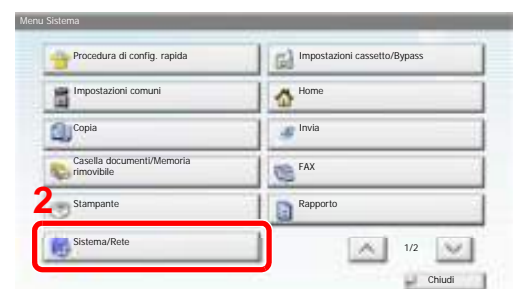 Menu Sistema
Procedura di config. rapida
Impostazioni cassetto/Bypass
Impostazioni comuni
Home
Copia
Invia
Casella documenti/Memoria
rimovibile
FAX
2
Stampante
Rapporto
Sistema/Rete
1/2
Chiudi